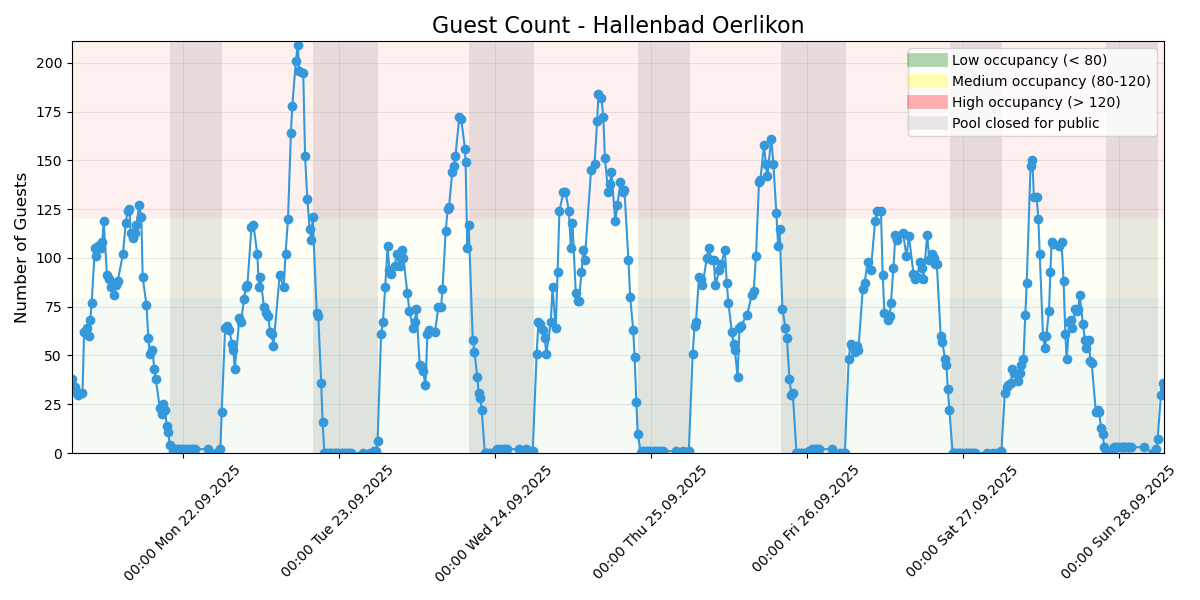 Guest Count - Hallenbad Oerlikon
Low occupancy (< 80)
Medium occupancy (80-120)
High occupancy (> 120)
Pool closed for public
Number of Guests
200
175
150
125
100
75
50
25
0
00:00 Mon 22.09.2025
00:00 Tue 23.09.2025
00:00 Wed 24.09.2025
00:00 Thu 25.09.2025
00:00 Fri 26.09.2025
00:00 Sat 27.09.2025
00:00 Sun 28.09.2025